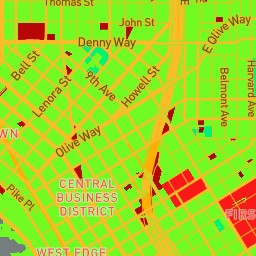 Thomas St
John St
E Olive Way
Denny Way
Bell St
9th Ave
Howell St
Lenora St
Belmont Ave
Harvard Ave
Olive Way
CENTRAL
BUSINESS
DISTRICT
Pike Pl
FIRS
WEST EDGE